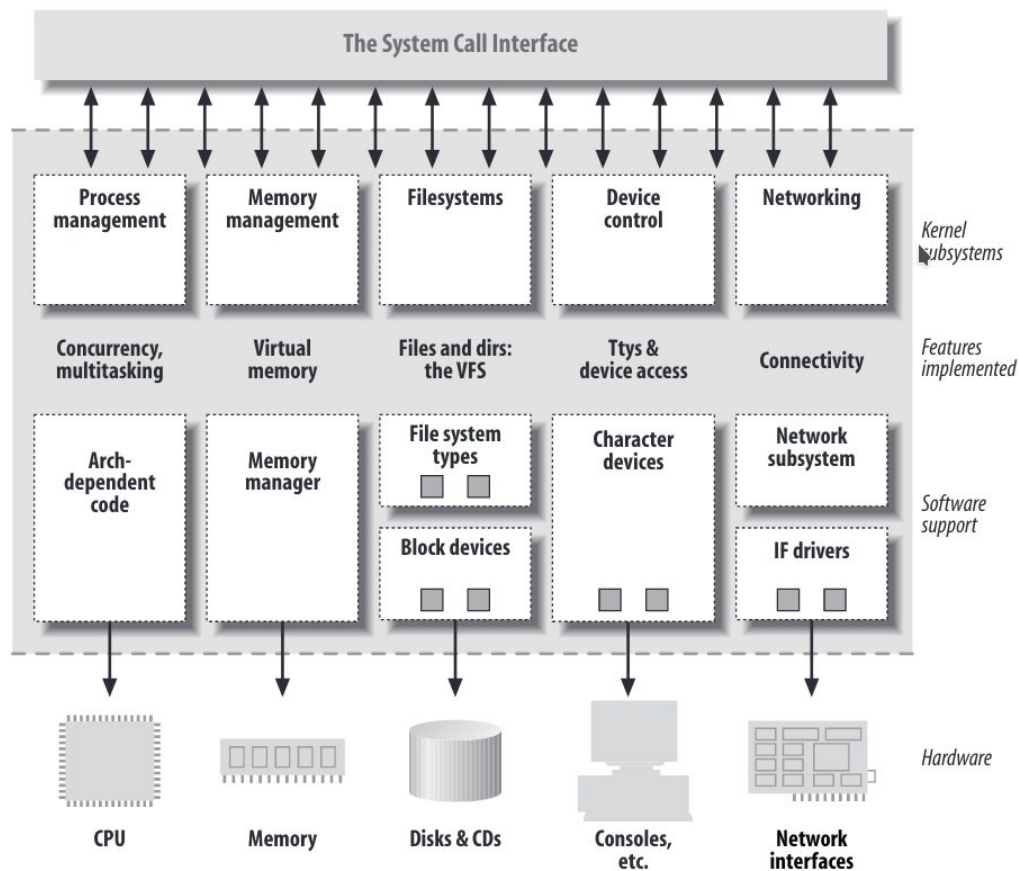 The System Call Interface
Process
management
Memory
management
Filesystems
Device
control
Networking
Kernel
subsystems
Concurrency,
multitasking
Virtual
memory
Files and dirs:
the VFS
Ttys &
device access
Connectivity
Features
implemented
Arch-
dependent
code
Memory
manager
File system
types
Block devices
Character
devices
Network
subsystem
IF drivers
Software
support
Hardware
CPU
Memory
Disks & CDs
Consoles,
etc.
Network
interfaces